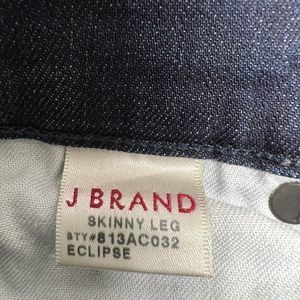 J BRAND
SKINNY LEG
STY#813AC032
ECLIPSE